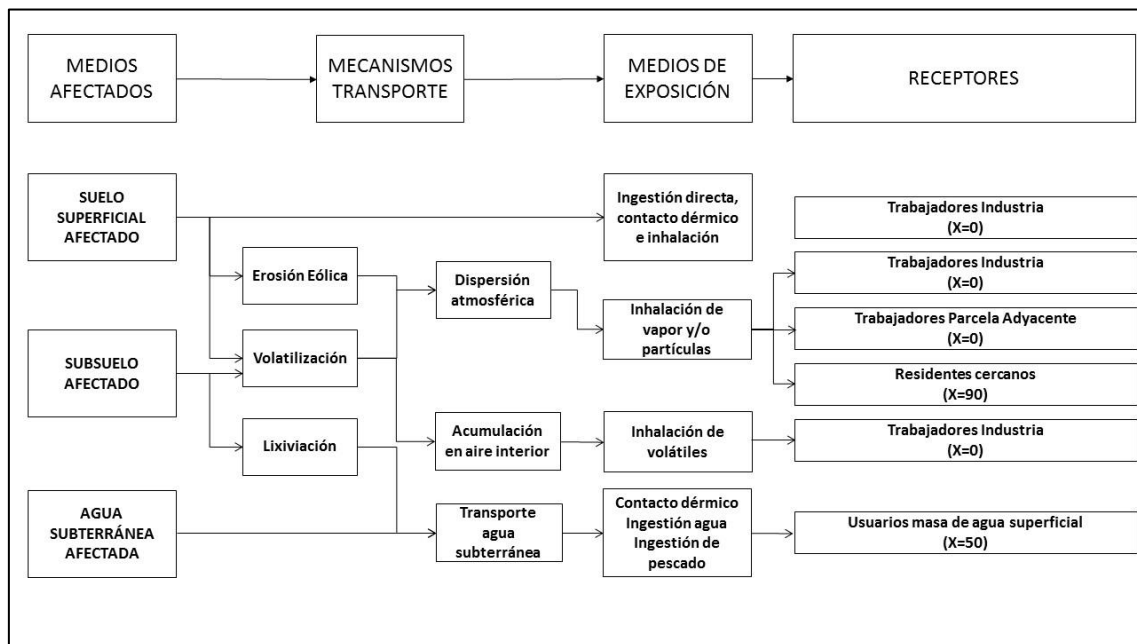 MEDIOS
AFECTADOS
MECANISMOS
TRANSPORTE
MEDIOS DE
EXPOSICIÓN
RECEPTORES
SUELO
SUPERFICIAL
AFECTADO
Ingestión directa,
contacto dérmico
e inhalación
Trabajadores Industria
(X=0)
Erosión Eólica
Dispersión
atmosférica
Trabajadores Industria
(X=0)
Inhalación de
vapor y/o
partículas
Trabajadores Parcela Adyacente
(X=0)
SUBSUELO
AFECTADO
Volatilización
Residentes cercanos
(X=90)
Lixiviación
Acumulación
en aire interior
Inhalación de
volátiles
Trabajadores Industria
(X=0)
AGUA
SUBTERRÁNEA
AFECTADA
Transporte
agua
subterránea
Contacto dérmico
Ingestión agua
Ingestión de
pescado
Usuarios masa de agua superficial
(X=50)